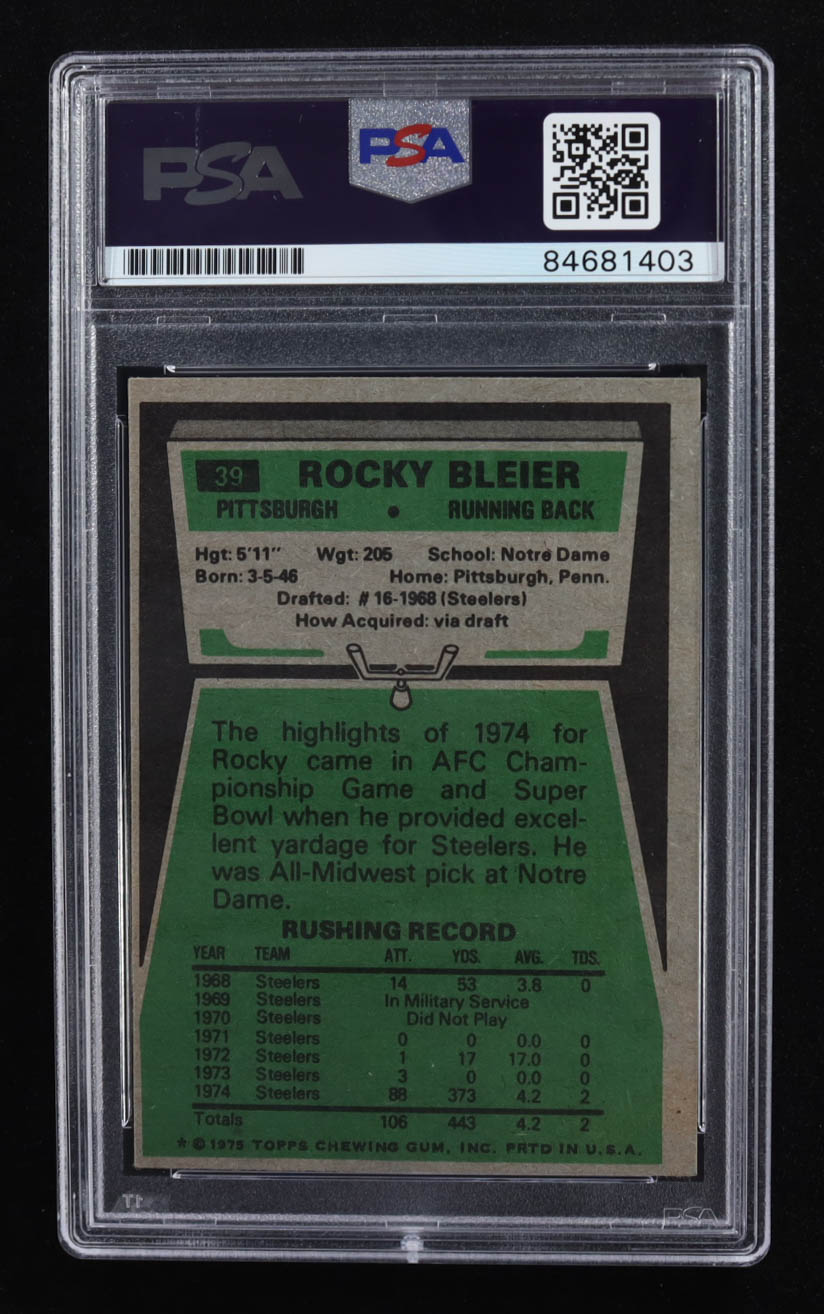 PSA
PSA
84681403
39 ROCKY BLEIER
PITTSBURGH • RUNNING BACK
Hgt: 5'11" Wgt: 205 School: Notre Dame
Born: 3-5-46 Home: Pittsburgh, Penn.
Drafted: #16-1968 (Steelers)
How Acquired: via draft
The highlights of 1974 for
Rocky came in AFC Cham-
pionship Game and Super
Bowl when he provided excel-
lent yardage for Steelers. He
was All-Midwest pick at Notre
Dame.
RUSHING RECORD
YEAR TEAM ATT. YDS. AVG. TDS.
1968 Steelers 14 53 3.8 0
1969 Steelers In Military Service
1970 Steelers Did Not Play
1971 Steelers 0 0 0.0 0
1972 Steelers 1 17 17.0 0
1973 Steelers 3 0 0.0 0
1974 Steelers 88 373 4.2 2
Totals 106 443 4.2 2
* © 1975 TOPPS CHEWING GUM, INC. PRTD IN U.S.A.
PSA